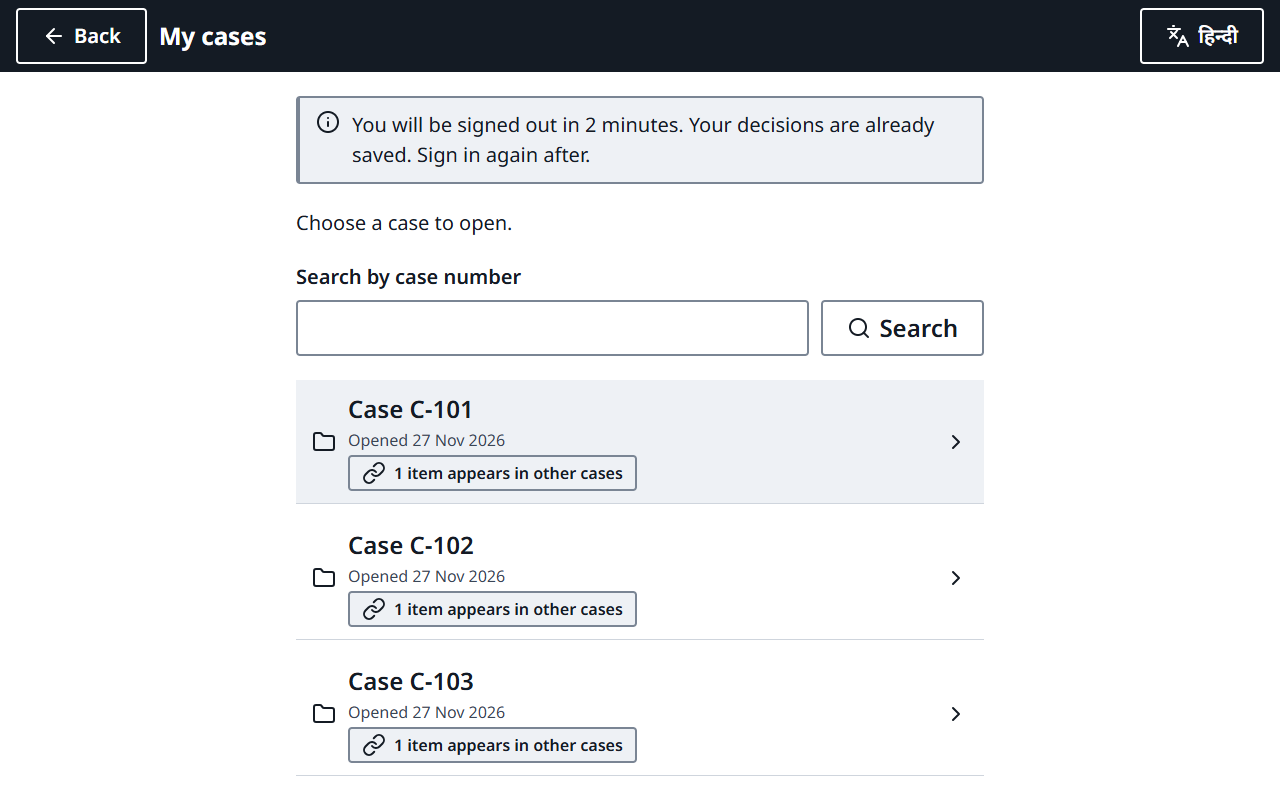 Back
My cases
हिन्दी
You will be signed out in 2 minutes. Your decisions are already
saved. Sign in again after.
Choose a case to open.
Search by case number
Search
Case C-101
Opened 27 Nov 2026
1 item appears in other cases
Case C-102
Opened 27 Nov 2026
1 item appears in other cases
Case C-103
Opened 27 Nov 2026
1 item appears in other cases